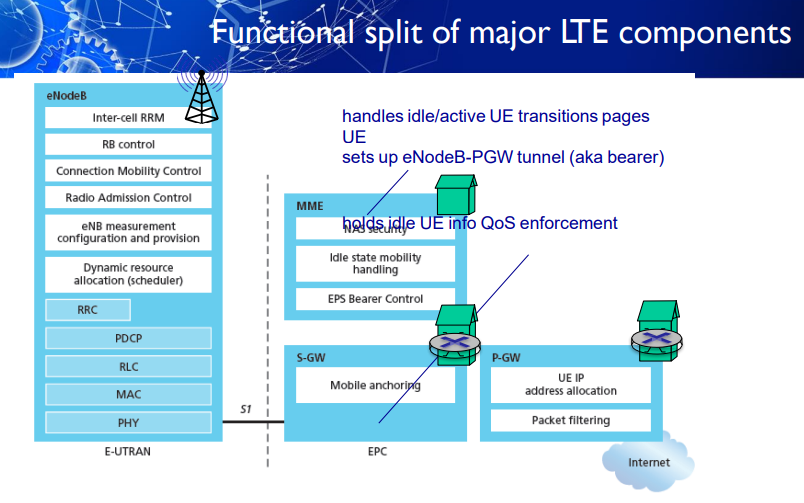 Functional split of major LTE components
eNodeB
Inter-cell RRM
RB control
Connection Mobility Control
Radio Admission Control
eNB measurement
configuration and provision
Dynamic resource
allocation (scheduler)
RRC
PDCP
RLC
MAC
PHY
E-UTRAN
S1
handles idle/active UE transitions pages
UE
sets up eNodeB-PGW tunnel (aka bearer)
MME
holds idle UE info QoS enforcement
NAS security
Idle state mobility
handling
EPS Bearer Control
S-GW
Mobile anchoring
EPC
P-GW
UE IP
address allocation
Packet filtering
Internet